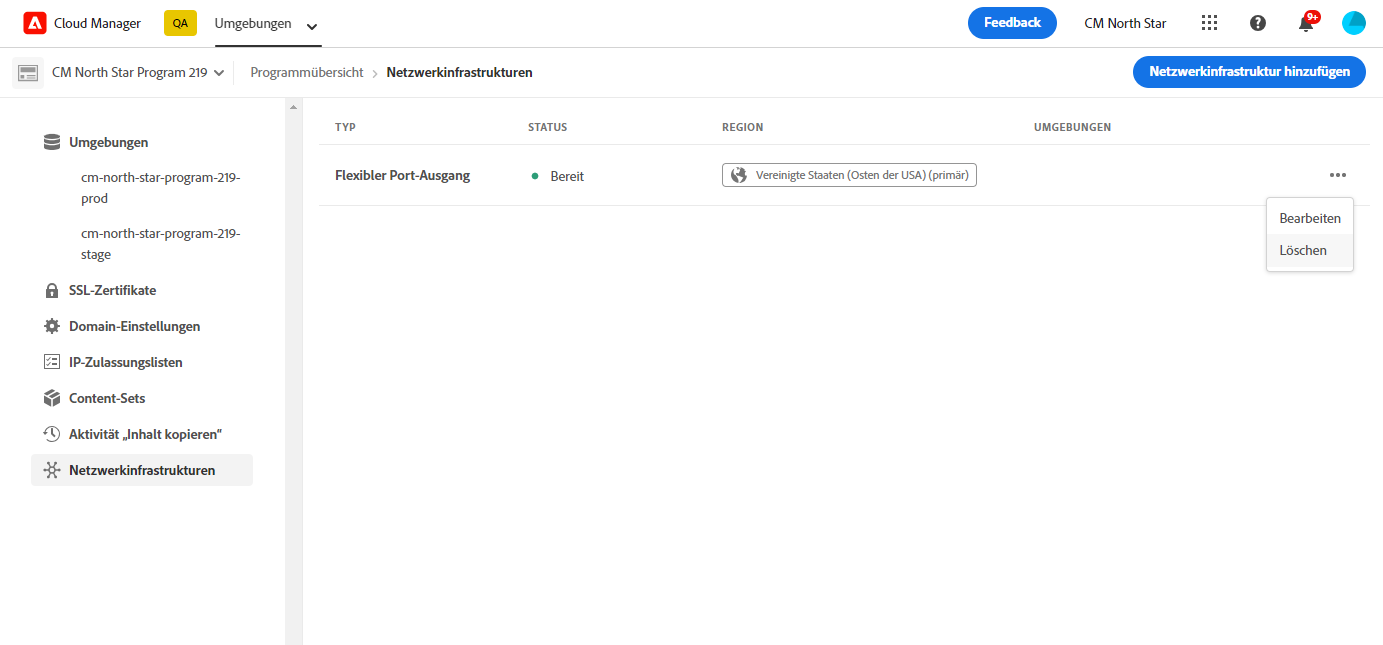 Cloud Manager
QA
Umgebungen
Feedback
CM North Star
9+
CM North Star Program 219
Programmübersicht
Netzwerkinfrastrukturen
Netzwerkinfrastruktur hinzufügen
Umgebungen
cm-north-star-program-219-
prod
cm-north-star-program-219-
stage
SSL-Zertifikate
Domain-Einstellungen
IP-Zulassungslisten
Content-Sets
Aktivität „Inhalt kopieren“
Netzwerkinfrastrukturen
TYP
STATUS
REGION
UMGEBUNGEN
Flexibler Port-Ausgang
Bereit
Vereinigte Staaten (Osten der USA) (primär)
Bearbeiten
Löschen